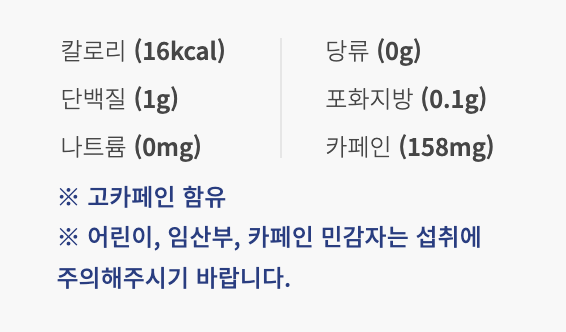 칼로리 (16kcal)
당류 (0g)
단백질 (1g)
포화지방 (0.1g)
나트륨 (0mg)
카페인 (158mg)
※ 고카페인 함유
※ 어린이, 임산부, 카페인 민감자는 섭취에
주의해주시기 바랍니다.